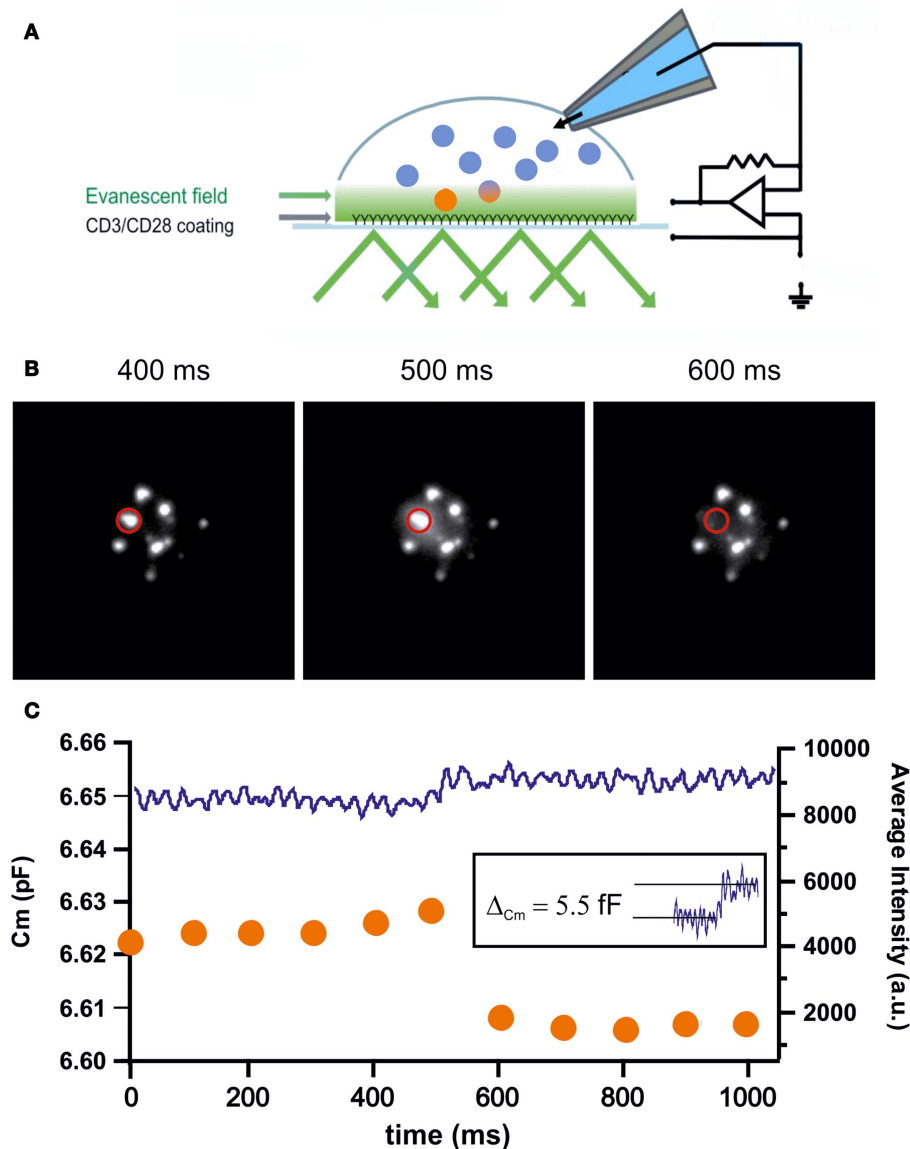 A
Evanescent field
CD3/CD28 coating
B
400 ms
500 ms
600 ms
C
6.66
6.65
6.64
6.63
6.62
6.61
6.60
Cm (pF)
10000
8000
6000
4000
2000
Average Intensity (a.u.)
ΔCm = 5.5 fF
0
200
400
600
800
1000
time (ms)